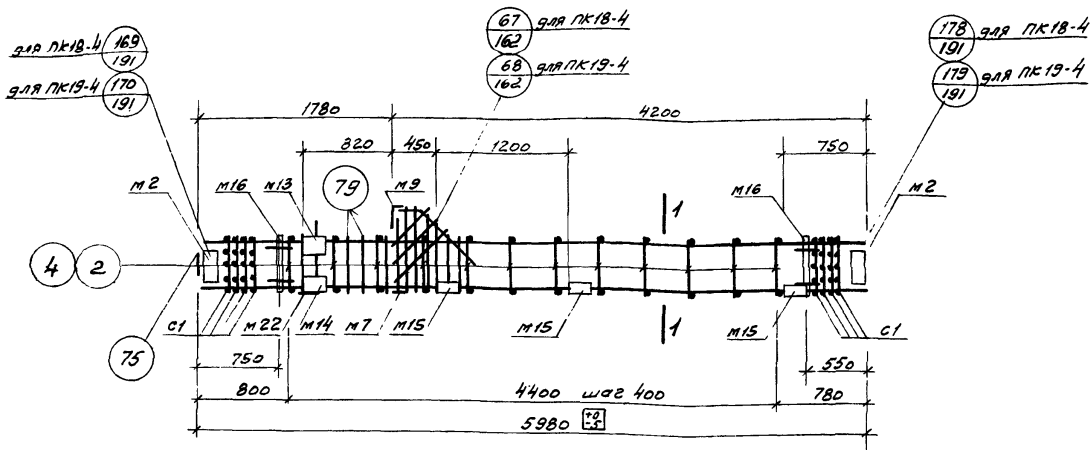 для ПК18-4 169
191
для ПК19-4 170
191
67 для ПК18-4
162
68 для ПК19-4
162
178 для ПК18-4
191
179 для ПК19-4
191
1780
4200
820
450
1200
750
М2
М16
М13
79
М9
1
М16
М2
4
2
75
С1
М22
М14
М7
М15
М15
1
М15
С1
750
550
800
4400 шаг 400
780
5980 +0
-5